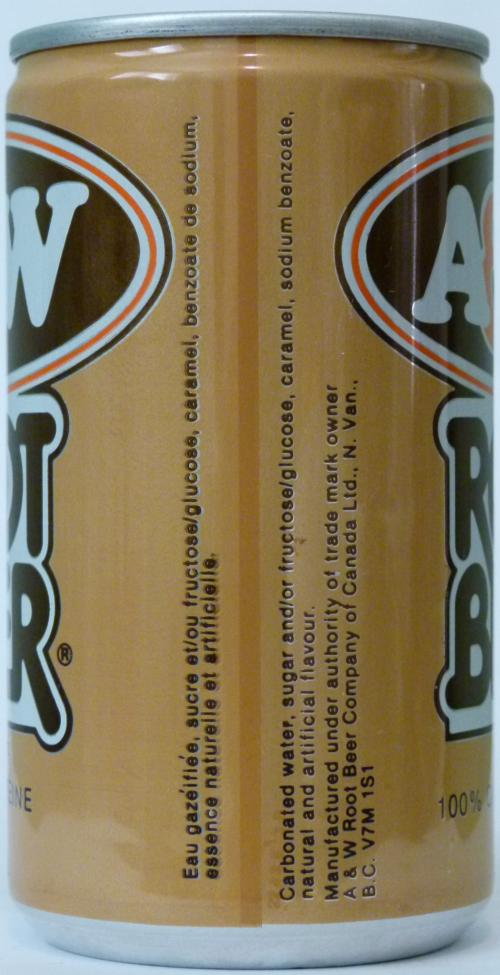 W
OT
ER®
EINE
Eau gazéifiée, sucre et/ou fructose/glucose, caramel, benzoate de sodium,
essence naturelle et artificielle.
Carbonated water, sugar and/or fructose/glucose, caramel, sodium benzoate,
natural and artificial flavour.
Manufactured under authority of trade mark owner
A & W Root Beer Company of Canada Ltd., N. Van.,
B.C. V7M 1S1
A
R
B
100%